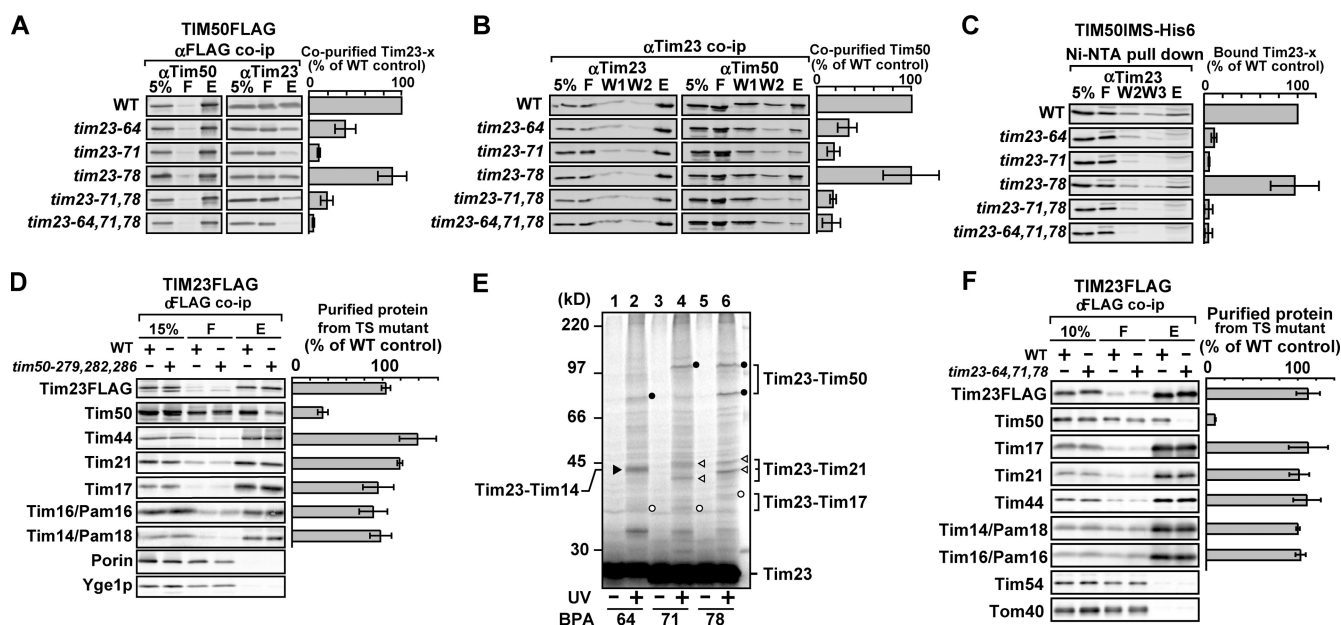 A
TIM50FLAG
αFLAG co-ip
αTim50 αTim23
5% F E 5% F E
Co-purified Tim23-x
(% of WT control)
0 100
WT
tim23-64
tim23-71
tim23-78
tim23-71,78
tim23-64,71,78
B
αTim23 co-ip
αTim23 αTim50
5% F W1 W2 E 5% F W1 W2 E
Co-purified Tim50
(% of WT control)
0 100
WT
tim23-64
tim23-71
tim23-78
tim23-71,78
tim23-64,71,78
C
TIM50IMS-His6
Ni-NTA pull down
αTim23
5% F W2 W3 E
Bound Tim23-x
(% of WT control)
0 100
WT
tim23-64
tim23-71
tim23-78
tim23-71,78
tim23-64,71,78
D
TIM23FLAG
αFLAG co-ip
15% F E
WT + - + - + -
tim50-279,282,286 - + - + - +
Purified protein
from TS mutant
(% of WT control)
0 100
Tim23FLAG
Tim50
Tim44
Tim21
Tim17
Tim16/Pam16
Tim14/Pam18
Porin
Yge1p
E
(kD) 1 2 3 4 5 6
220
97
66
45
30
Tim23-Tim14
Tim23-Tim50
Tim23-Tim21
Tim23-Tim17
Tim23
UV - + - + - +
BPA 64 71 78
F
TIM23FLAG
αFLAG co-ip
10% F E
WT + - + - + -
tim23-64,71,78 - + - + - +
Purified protein
from TS mutant
(% of WT control)
0 100
Tim23FLAG
Tim50
Tim17
Tim21
Tim44
Tim14/Pam18
Tim16/Pam16
Tim54
Tom40